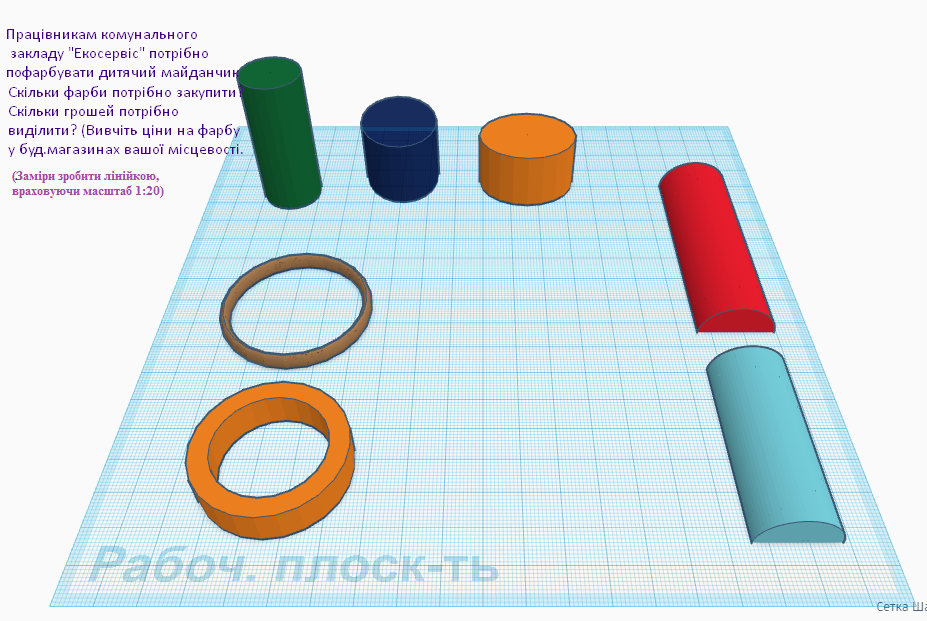 Працівникам комунального
закладу "Екосервіс" потрібно
пофарбувати дитячий майданчик.
Скільки фарби потрібно закупити?
Скільки грошей потрібно
виділити? (Вивчіть ціни на фарбу
у буд.магазинах вашої місцевості.
(Заміри зробити лінійкою,
враховуючи масштаб 1:20)
Рабоч. плоск-ть
Сетка